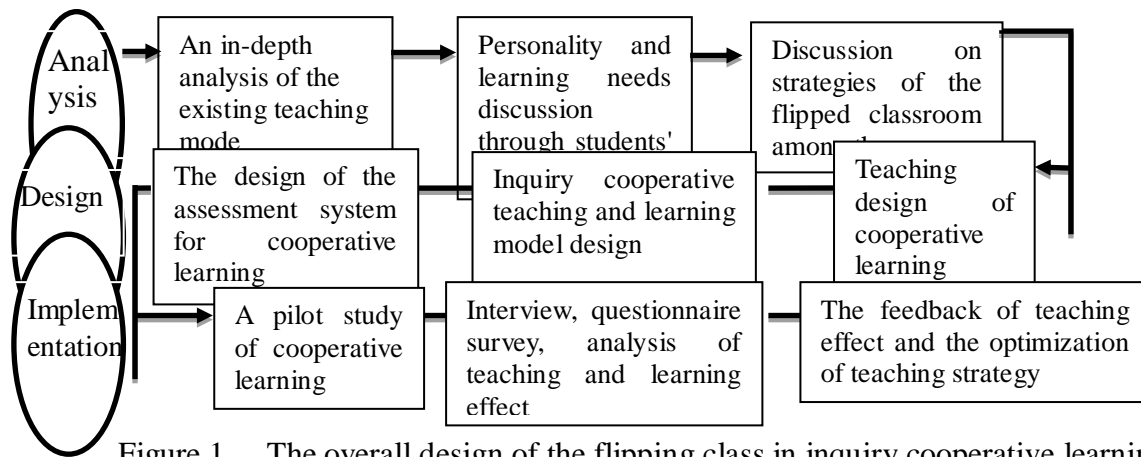 Anal
ysis
An in-depth
analysis of the
existing teaching
mode
Personality and
learning needs
discussion
through students'
Discussion on
strategies of the
flipped classroom
among the
Design
The design of the
assessment system
for cooperative
learning
Inquiry cooperative
teaching and learning
model design
Teaching
design of
cooperative
learning
Implem
entation
A pilot study
of cooperative
learning
Interview, questionnaire
survey, analysis of
teaching and learning
effect
The feedback of teaching
effect and the optimization
of teaching strategy
Figure 1. The overall design of the flipping class in inquiry cooperative